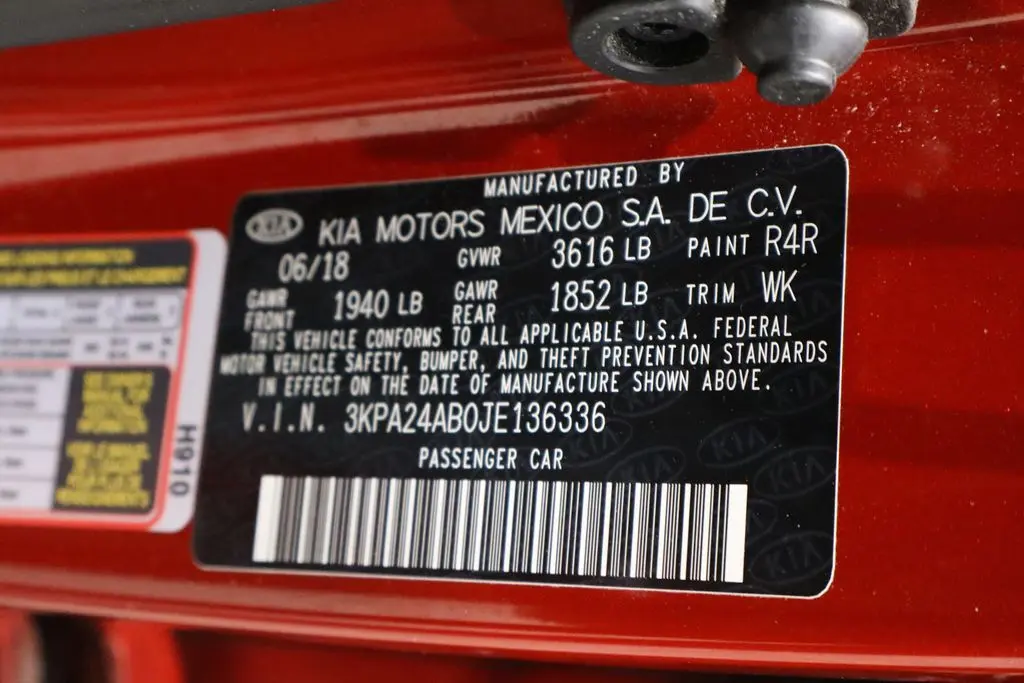 MANUFACTURED BY
KIA KIA MOTORS MEXICO S.A. DE C.V.
06/18 GVWR 3616 LB PAINT R4R
GAWR FRONT 1940 LB GAWR REAR 1852 LB TRIM WK
THIS VEHICLE CONFORMS TO ALL APPLICABLE U.S.A. FEDERAL
MOTOR VEHICLE SAFETY, BUMPER, AND THEFT PREVENTION STANDARDS
IN EFFECT ON THE DATE OF MANUFACTURE SHOWN ABOVE.
V.I.N. 3KPA24AB0JE136336
PASSENGER CAR
H910